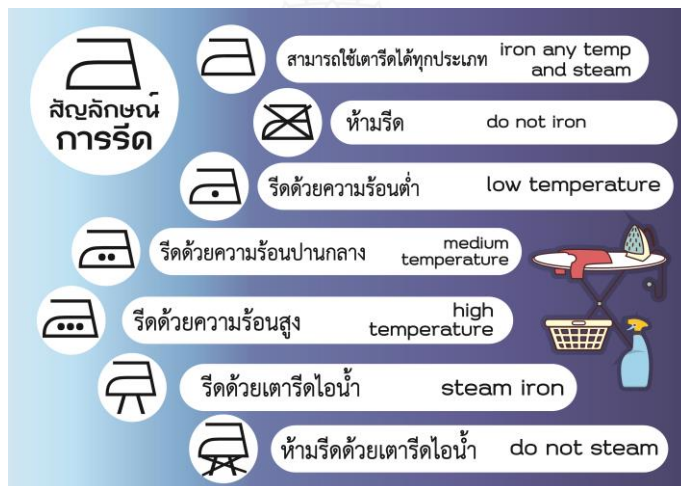 สัญลักษณ์
การรีด
สามารถใช้เตารีดได้ทุกประเภท iron any temp
and steam
ห้ามรีด do not iron
รีดด้วยความร้อนต่ำ low temperature
รีดด้วยความร้อนปานกลาง medium
temperature
รีดด้วยความร้อนสูง high
temperature
รีดด้วยเตารีดไอน้ำ steam iron
ห้ามรีดด้วยเตารีดไอน้ำ do not steam